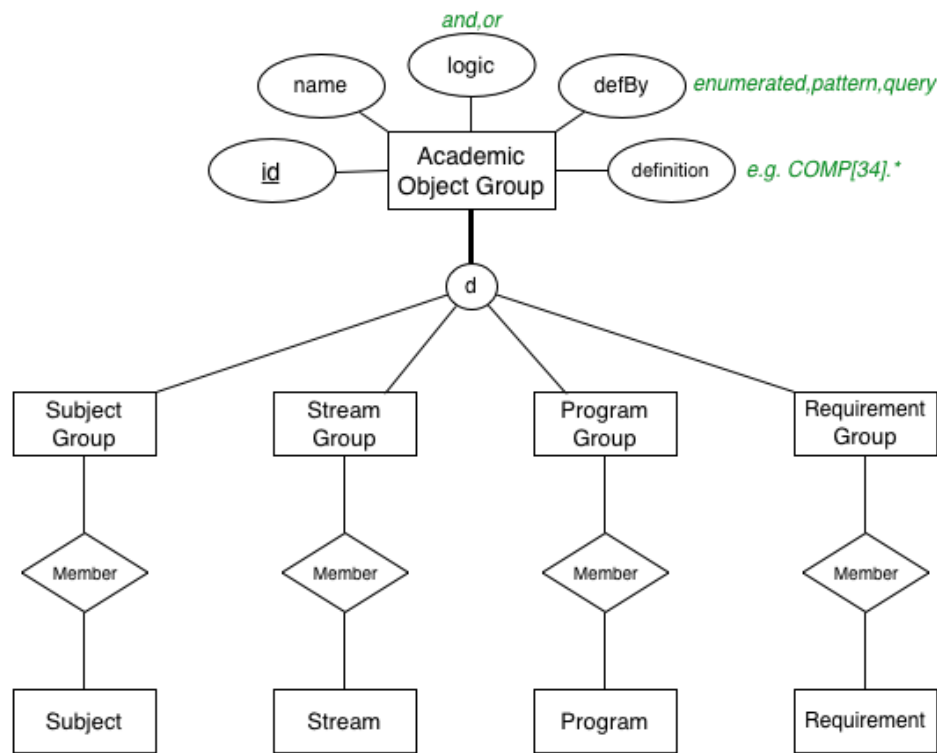 and,or
logic
name
defBy
enumerated,pattern,query
id
Academic
Object Group
definition
e.g. COMP[34].*
d
Subject
Group
Stream
Group
Program
Group
Requirement
Group
Member
Member
Member
Member
Subject
Stream
Program
Requirement